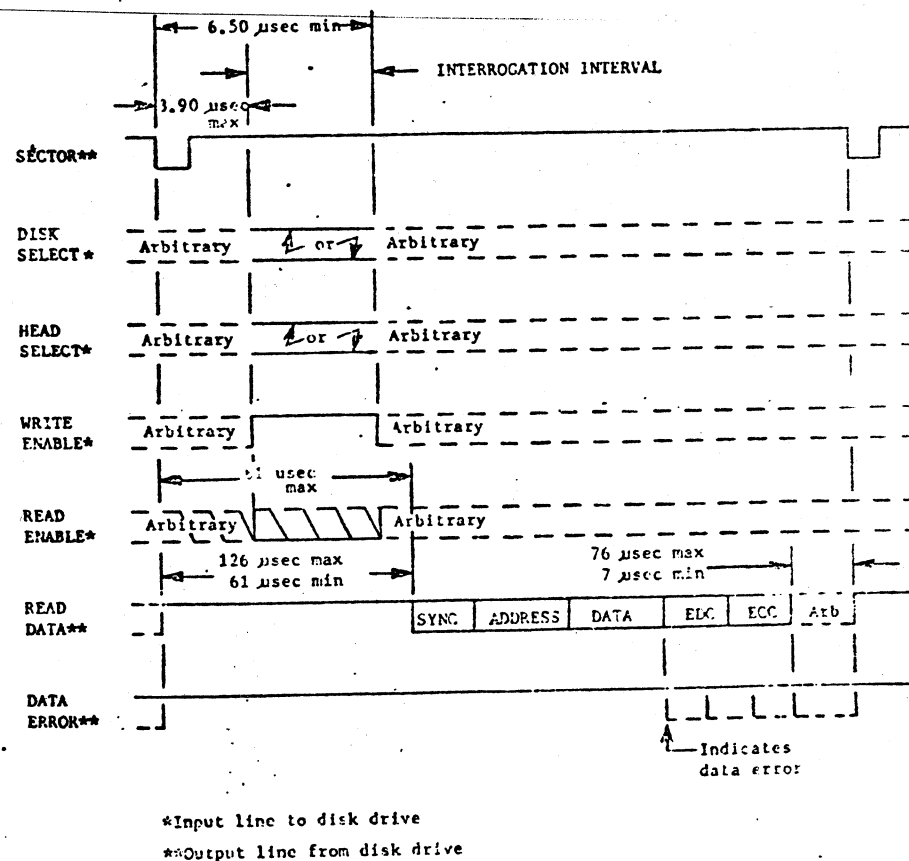 6.50 µsec min
INTERROGATION INTERVAL
3.90 µsec
max
SECTOR**
DISK
SELECT*
Arbitrary or Arbitrary
HEAD
SELECT*
Arbitrary or Arbitrary
WRITE
ENABLE*
Arbitrary Arbitrary
usec
max
READ
ENABLE*
Arbitrary Arbitrary
126 µsec max
61 µsec min
76 µsec max
7 µsec min
READ
DATA**
SYNC ADDRESS DATA EDC ECC Arb
DATA
ERROR**
Indicates
data error
*Input line to disk drive
**Output line from disk drive